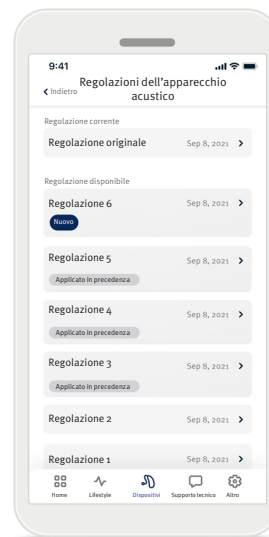 9:41
Regolazioni dell’apparecchio
Indietro
acustico
Regolazione corrente
Regolazione originale Sep 8, 2021
Regolazione disponibile
Regolazione 6 Sep 8, 2021
Nuovo
Regolazione 5 Sep 8, 2021
Applicato in precedenza
Regolazione 4 Sep 8, 2021
Applicato in precedenza
Regolazione 3 Sep 8, 2021
Applicato in precedenza
Regolazione 2 Sep 8, 2021
Regolazione 1 Sep 8, 2021
Home Lifestyle Dispositivi Supporto tecnico Altro